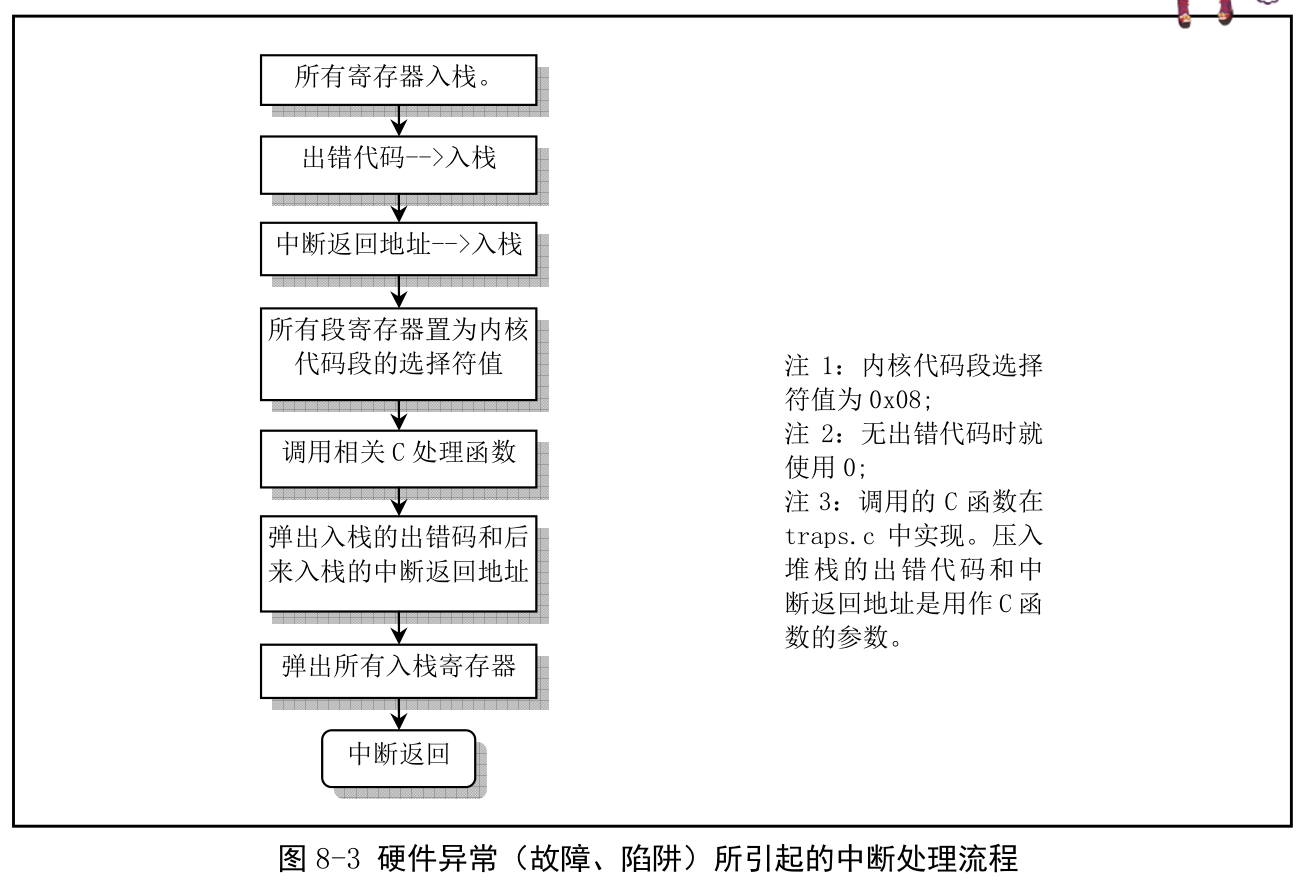 所有寄存器入栈。
出错代码-->入栈
中断返回地址-->入栈
所有段寄存器置为内核
代码段的选择符值
调用相关 C 处理函数
弹出入栈的出错码和后
来入栈的中断返回地址
弹出所有入栈寄存器
中断返回
注 1：内核代码段选择
符值为 0x08;
注 2：无出错代码时就
使用 0;
注 3：调用的 C 函数在
traps.c 中实现。压入
堆栈的出错代码和中
断返回地址是用作 C 函
数的参数。
图 8-3 硬件异常（故障、陷阱）所引起的中断处理流程